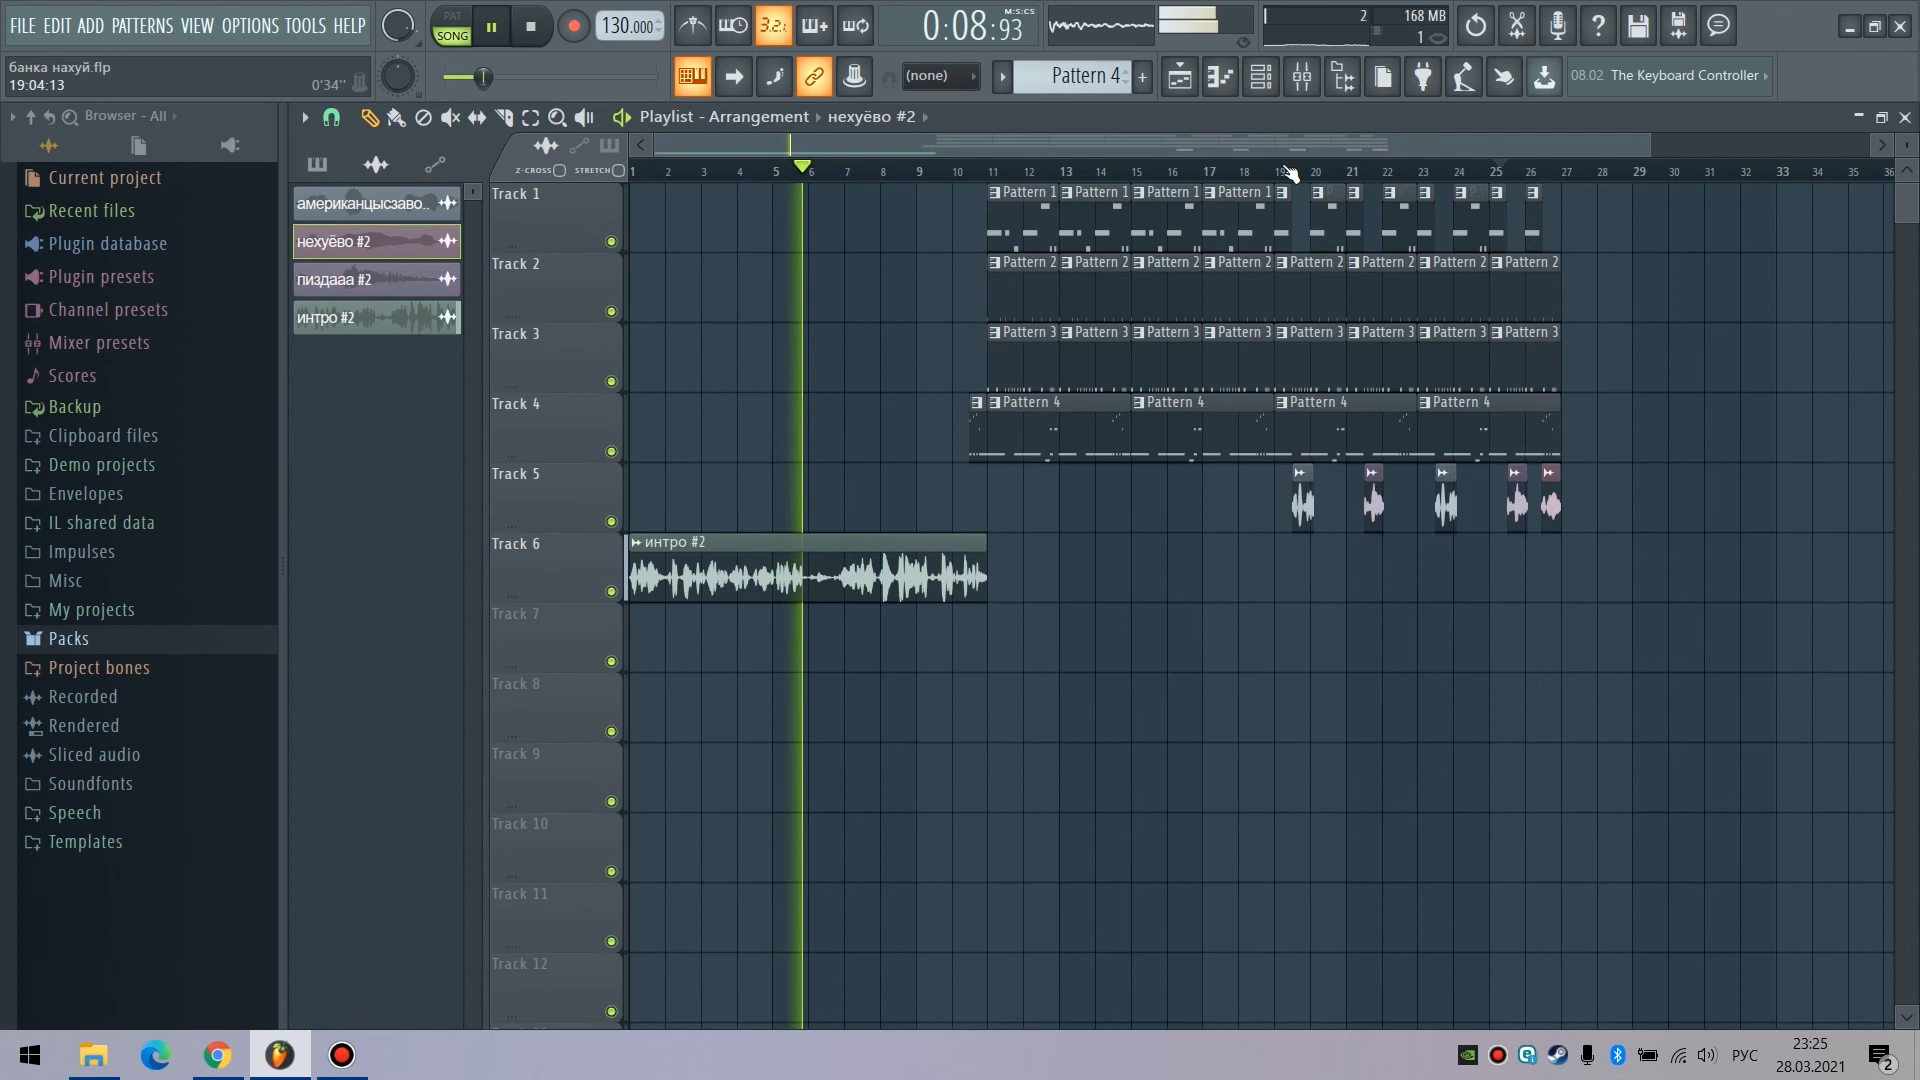 FILE EDIT ADD PATTERNS VIEW OPTIONS TOOLS HELP
PAT
SONG
130.000
3.2.1
0:08:93
M:S:CS
2
168 MB
1
банка нахуй.flp
19:04:13
0'34''
(none)
Pattern 4
08.02 The Keyboard Controller
Browser - All
Playlist - Arrangement
нехуёво #2
Z-CROSS
STRETCH
1 2 3 4 5 6 7 8 9 10 11 12 13 14 15 16 17 18 19 20 21 22 23 24 25 26 27 28 29 30 31 32 33 34 35 36
Current project
Recent files
Plugin database
Plugin presets
Channel presets
Mixer presets
Scores
Backup
Clipboard files
Demo projects
Envelopes
IL shared data
Impulses
Misc
My projects
Packs
Project bones
Recorded
Rendered
Sliced audio
Soundfonts
Speech
Templates
американцысзаво..
нехуёво #2
пиздааа #2
интро #2
Track 1
Pattern 1 Pattern 1 Pattern 1 Pattern 1
Track 2
Pattern 2 Pattern 2 Pattern 2 Pattern 2 Pattern 2 Pattern 2 Pattern 2 Pattern 2
Track 3
Pattern 3 Pattern 3 Pattern 3 Pattern 3 Pattern 3 Pattern 3 Pattern 3 Pattern 3
Track 4
Pattern 4 Pattern 4 Pattern 4 Pattern 4
Track 5
Track 6
интро #2
Track 7
Track 8
Track 9
Track 10
Track 11
Track 12
РУС
23:25
28.03.2021
2